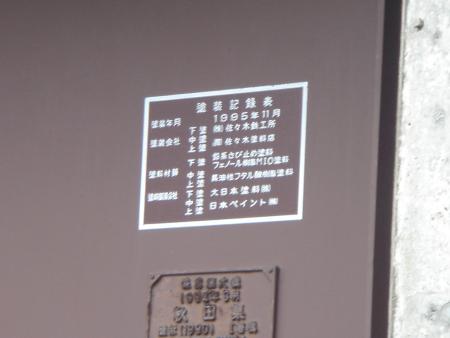 塗装記録表
塗装年月 1995年11月
塗装会社 下塗 ㈱佐々木鉄工所
中塗 上塗 ㈲佐々木塗料店
塗料材料 下塗 鉛系さび止め塗料
フェノール樹脂MIO塗料
中塗 上塗 長油性フタル酸樹脂塗料
塗料製造会社 下塗 大日本塗料㈱
中塗 上塗 日本ペイント㈱
秋田県